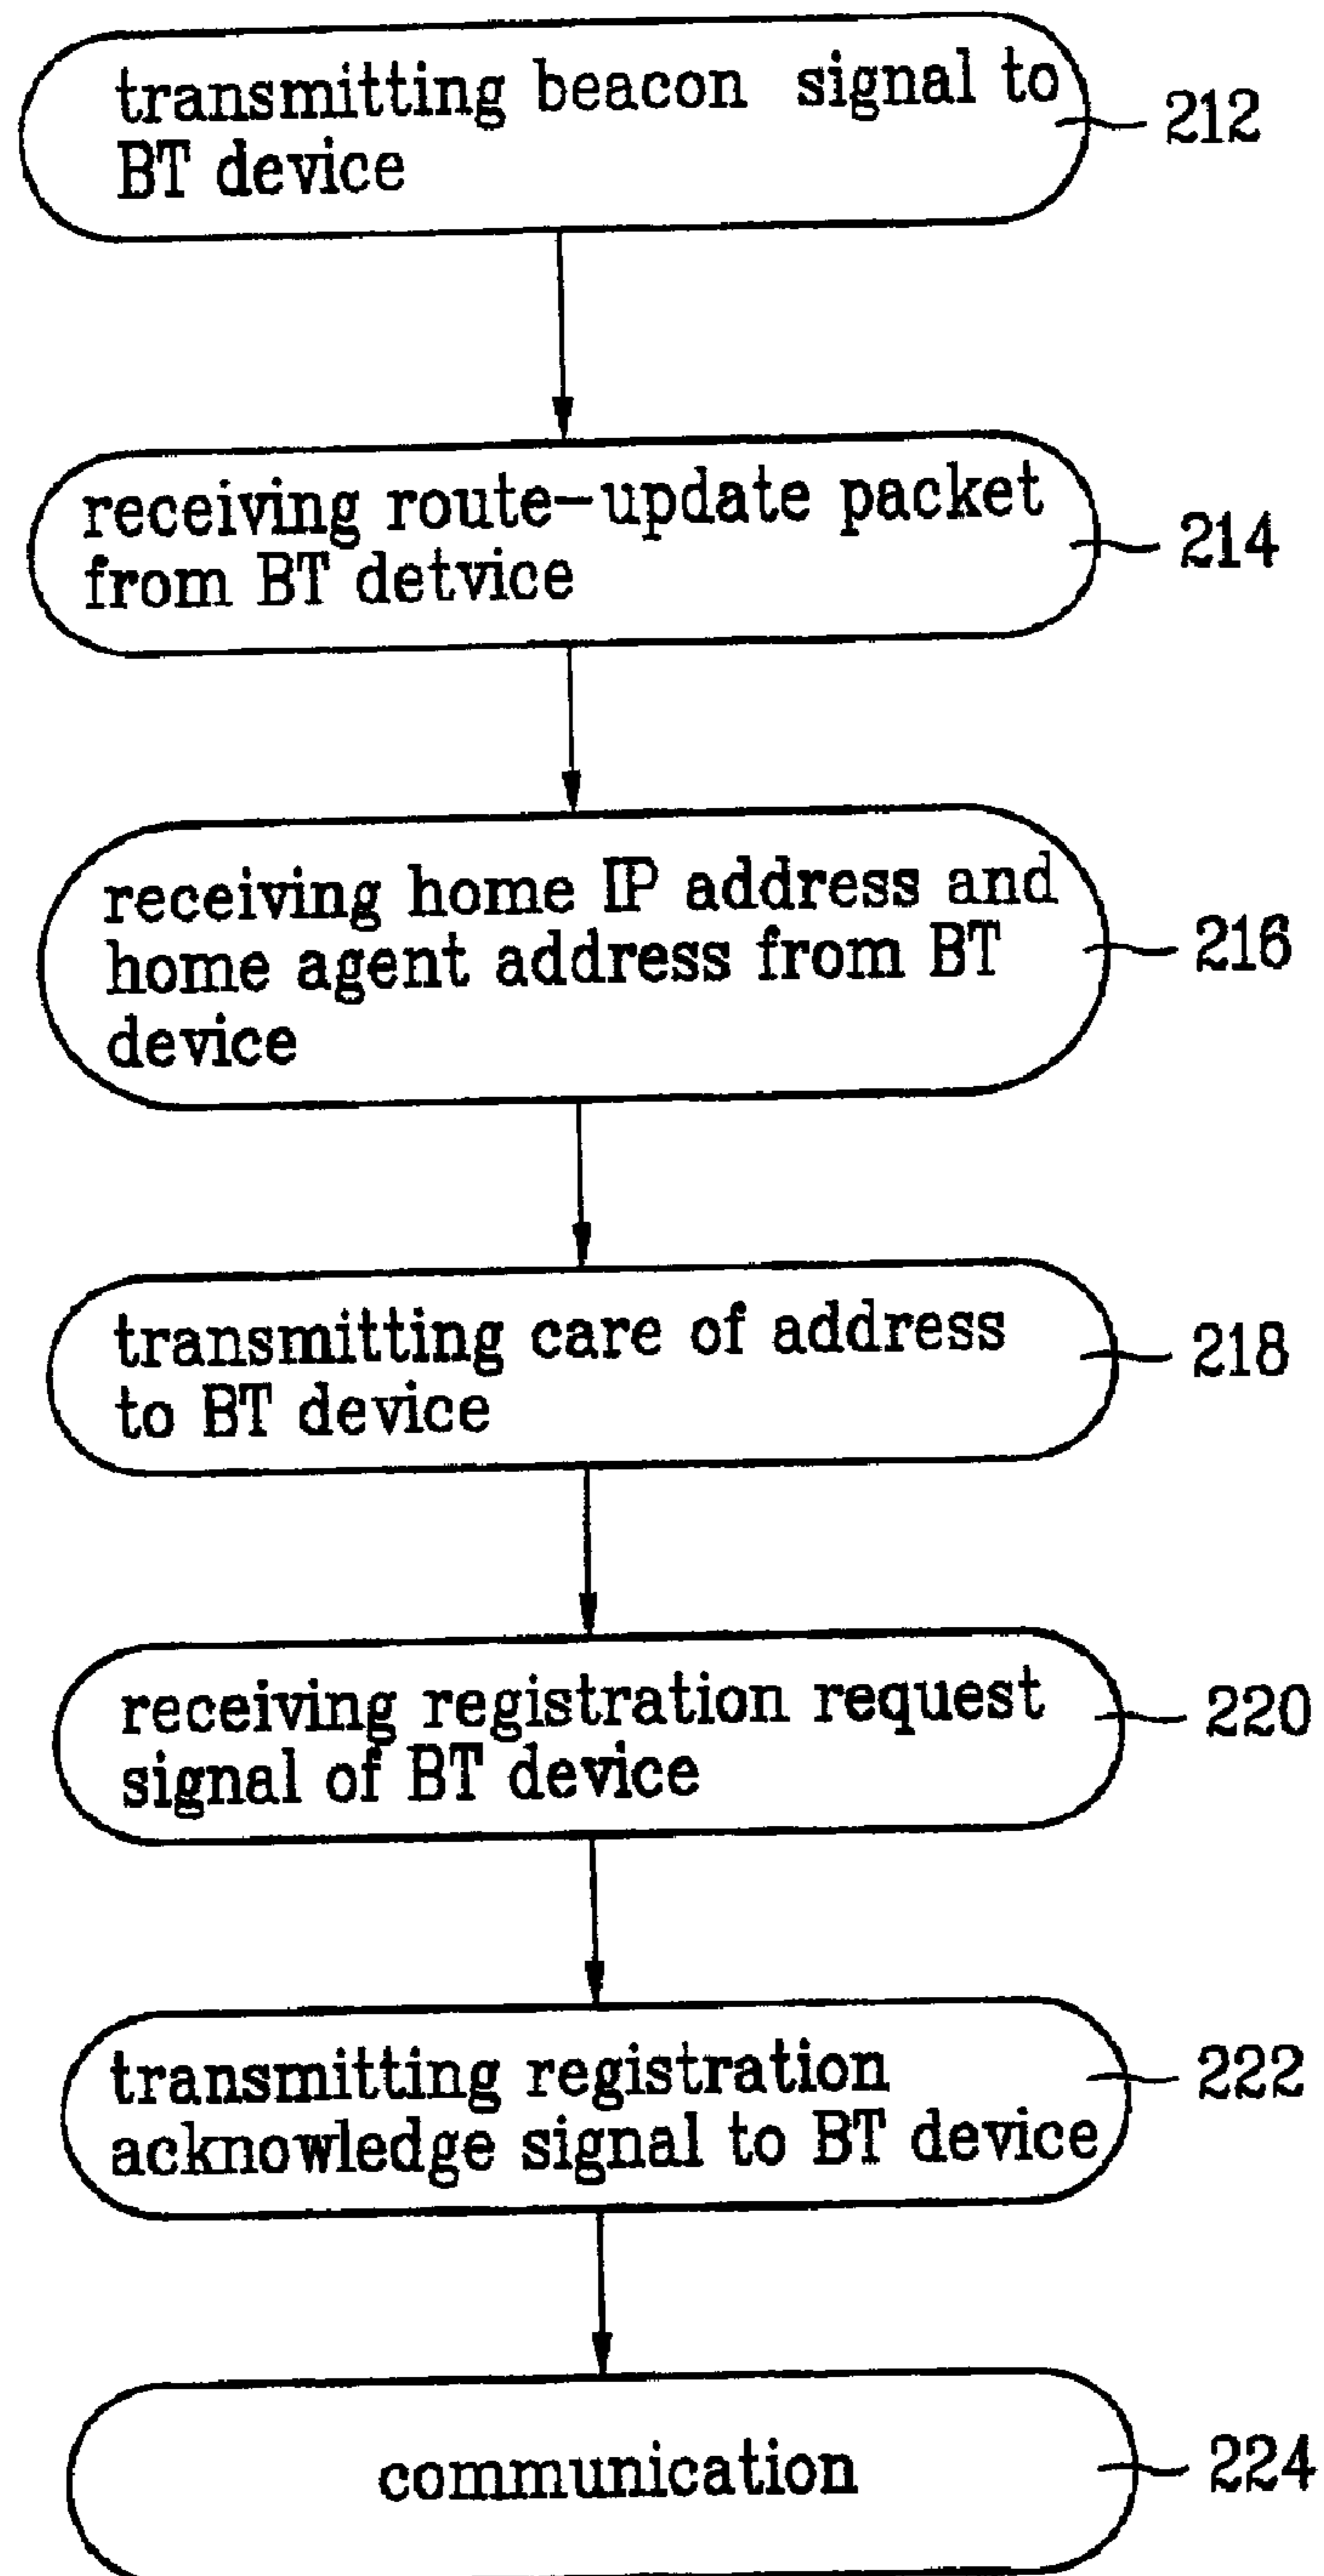 transmitting beacon signal to
BT device
212
receiving route-update packet
from BT detvice
214
receiving home IP address and
home agent address from BT
device
216
transmitting care of address
to BT device
218
receiving registration request
signal of BT device
220
transmitting registration
acknowledge signal to BT device
222
communication
224